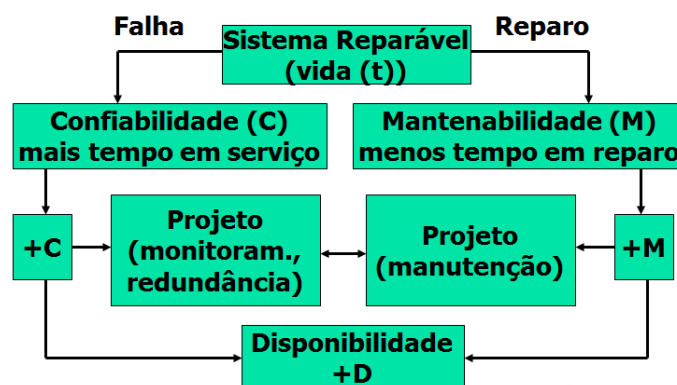 Falha
Reparo
Sistema Reparável
(vida (t))
Confiabilidade (C)
mais tempo em serviço
Mantenabilidade (M)
menos tempo em reparo
+C
Projeto
(monitoram.,
redundância)
Projeto
(manutenção)
+M
Disponibilidade
+D